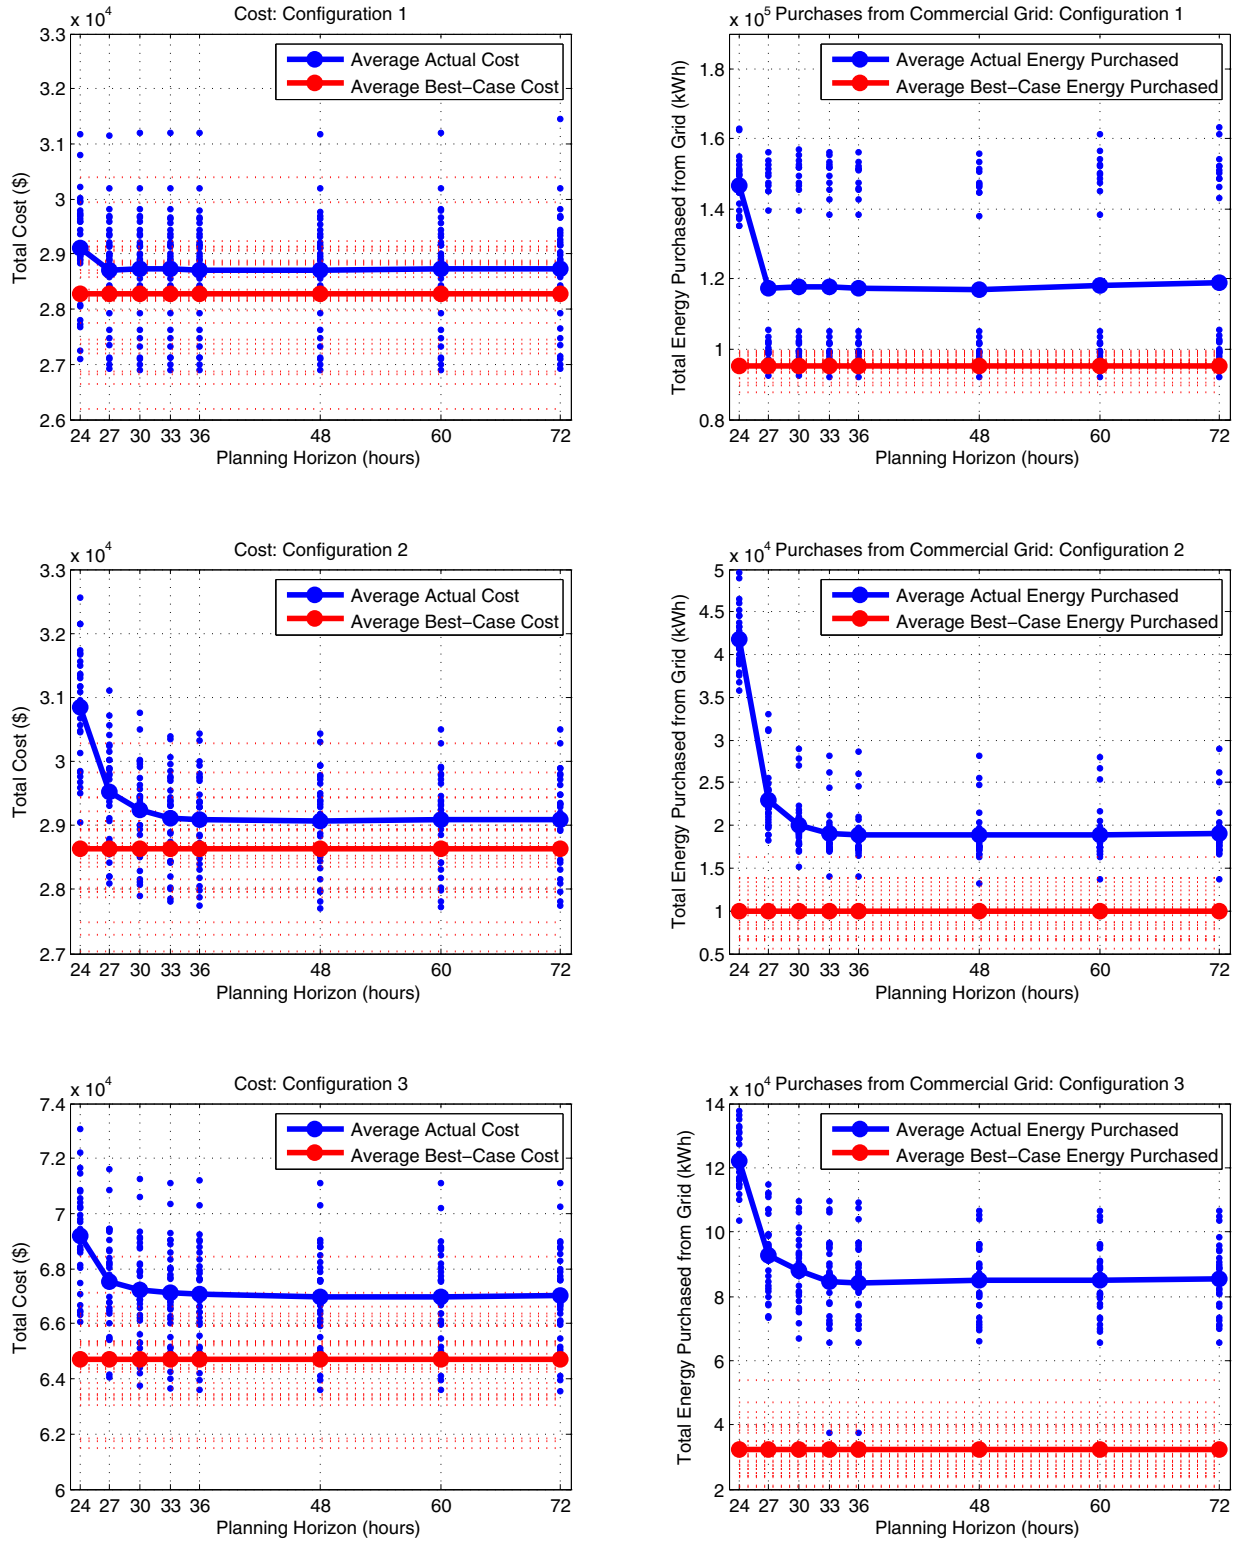 x 10^4
Cost: Configuration 1
Average Actual Cost
Average Best−Case Cost
3.3
3.2
3.1
3
2.9
2.8
2.7
2.6
Total Cost ($)
24 27 30 33 36 48 60 72
Planning Horizon (hours)
x 10^5
Purchases from Commercial Grid: Configuration 1
Average Actual Energy Purchased
Average Best−Case Energy Purchased
1.8
1.6
1.4
1.2
1
0.8
Total Energy Purchased from Grid (kWh)
24 27 30 33 36 48 60 72
Planning Horizon (hours)
x 10^4
Cost: Configuration 2
Average Actual Cost
Average Best−Case Cost
3.3
3.2
3.1
3
2.9
2.8
2.7
Total Cost ($)
24 27 30 33 36 48 60 72
Planning Horizon (hours)
x 10^4
Purchases from Commercial Grid: Configuration 2
Average Actual Energy Purchased
Average Best−Case Energy Purchased
5
4.5
4
3.5
3
2.5
2
1.5
1
0.5
Total Energy Purchased from Grid (kWh)
24 27 30 33 36 48 60 72
Planning Horizon (hours)
x 10^4
Cost: Configuration 3
Average Actual Cost
Average Best−Case Cost
7.4
7.2
7
6.8
6.6
6.4
6.2
6
Total Cost ($)
24 27 30 33 36 48 60 72
Planning Horizon (hours)
x 10^4
Purchases from Commercial Grid: Configuration 3
Average Actual Energy Purchased
Average Best−Case Energy Purchased
14
12
10
8
6
4
2
Total Energy Purchased from Grid (kWh)
24 27 30 33 36 48 60 72
Planning Horizon (hours)